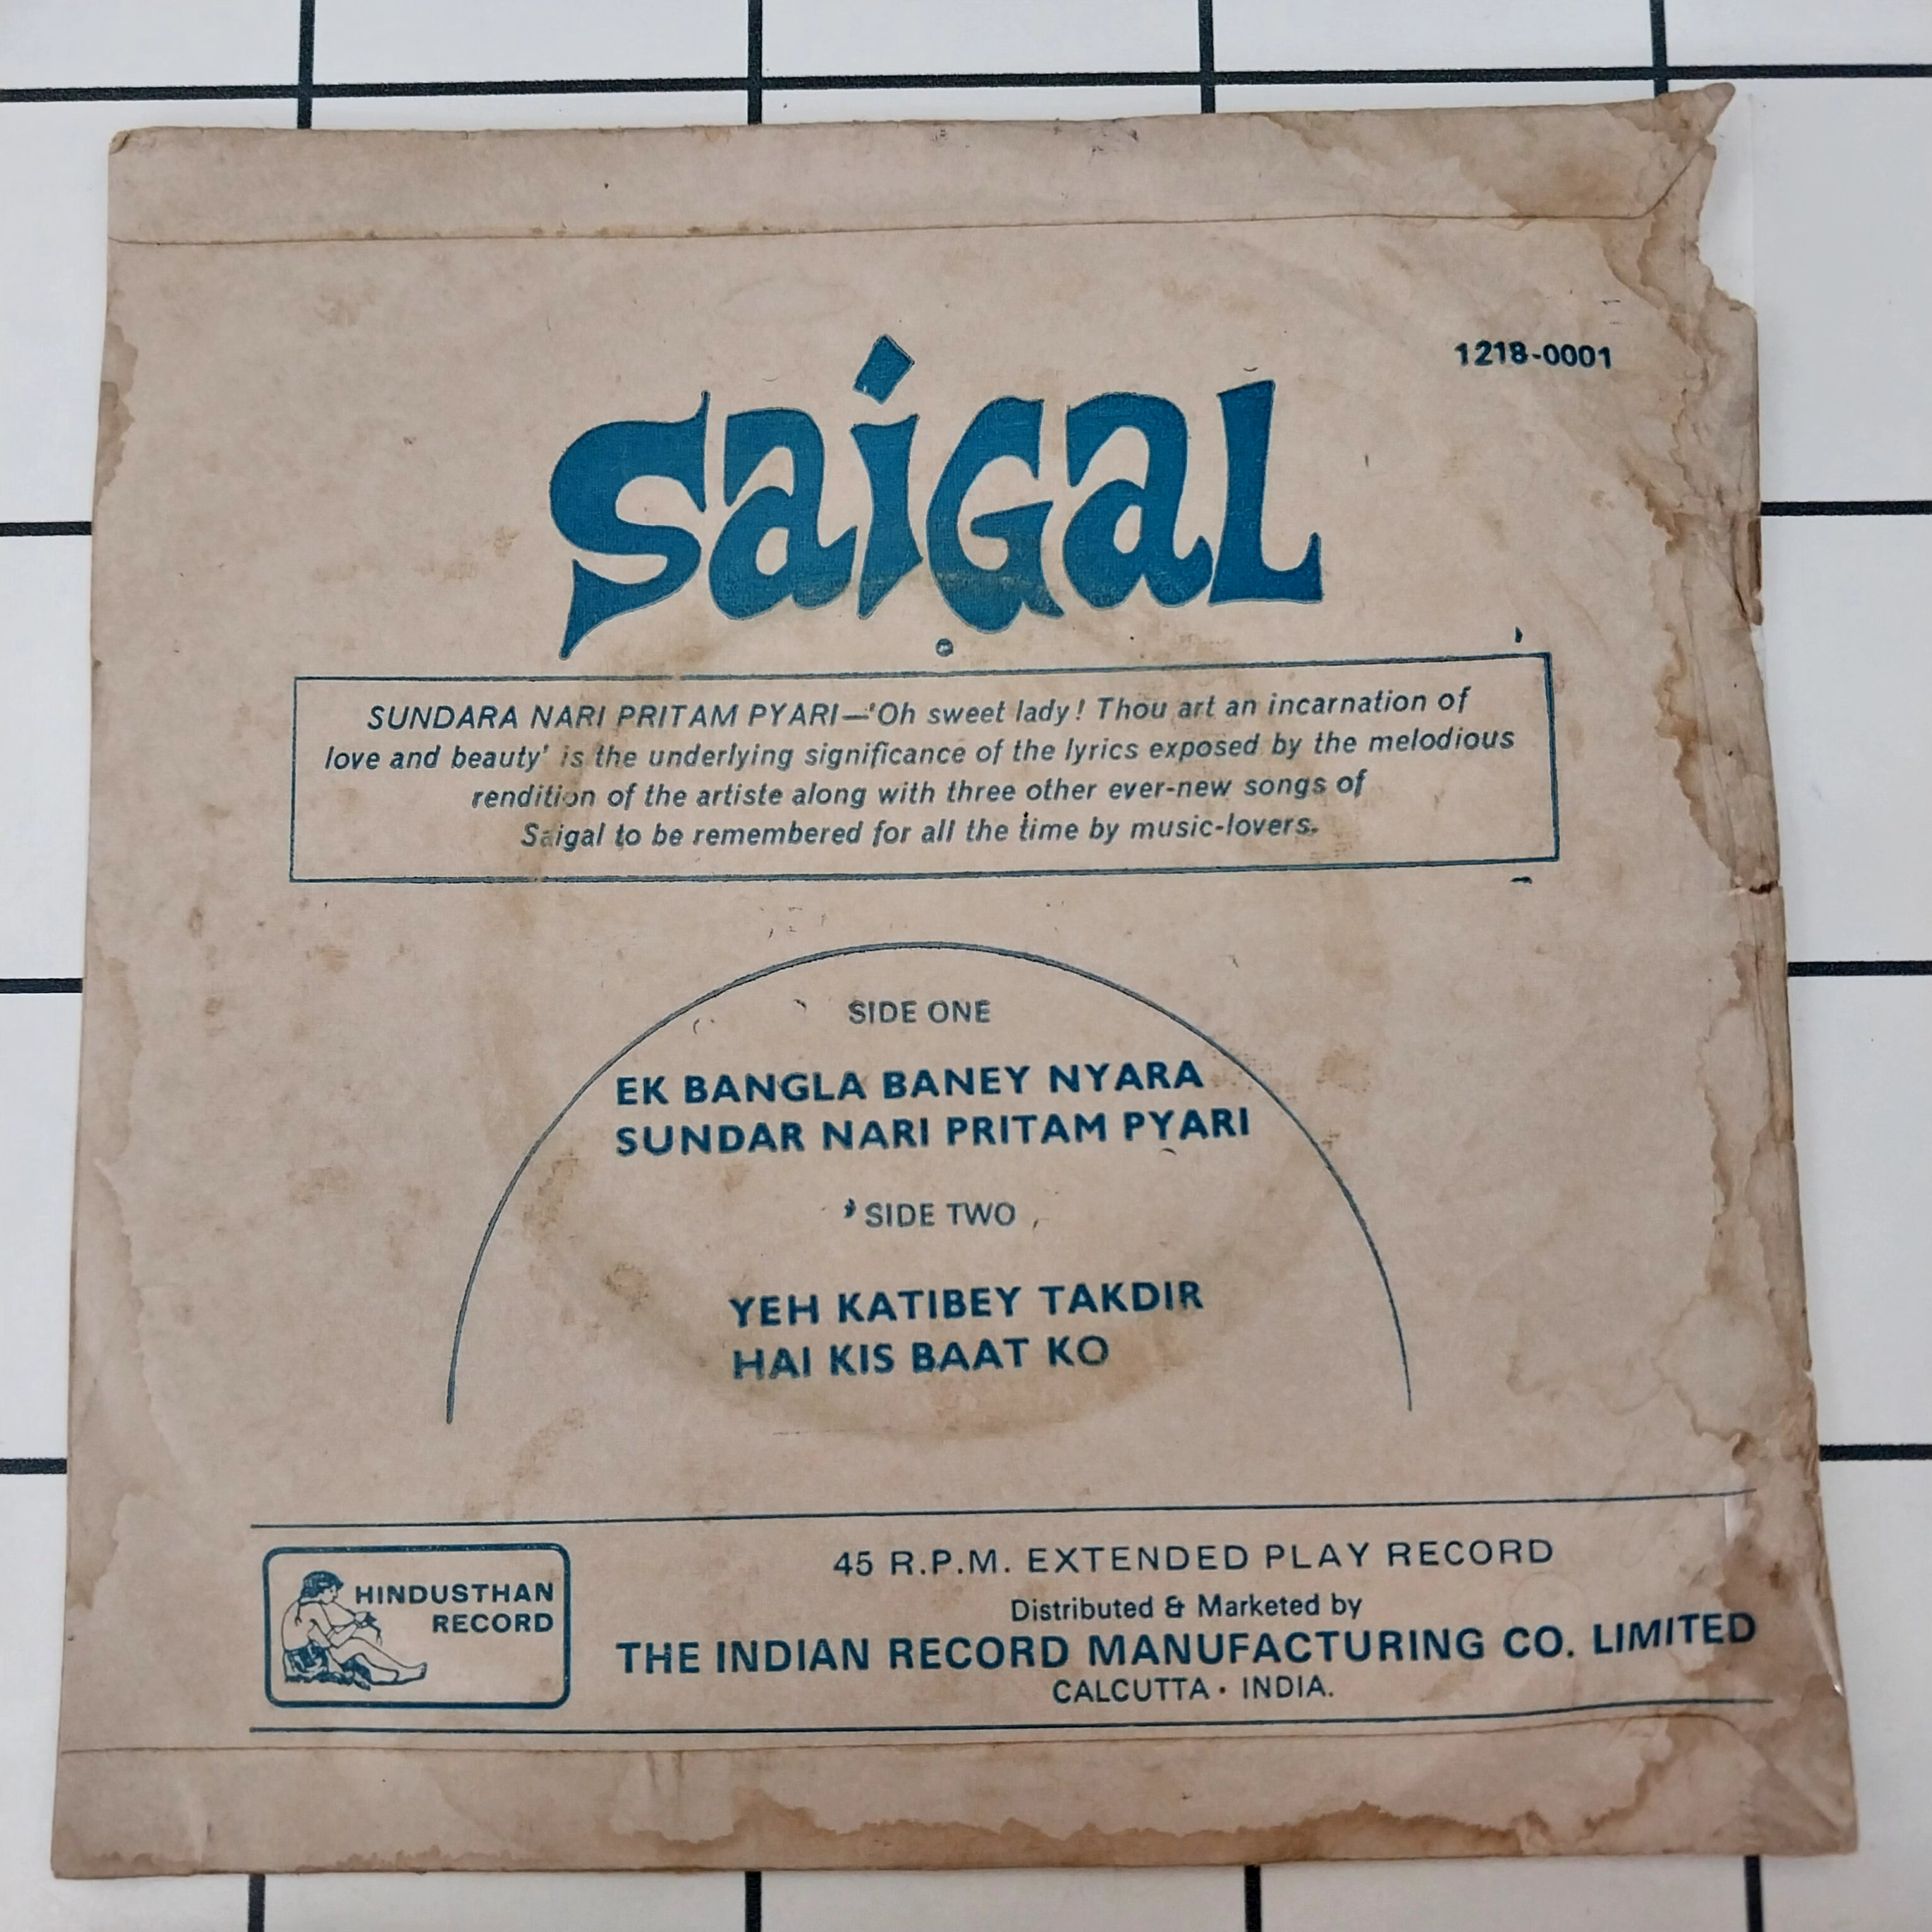 1218-0001
SAIGAL
SUNDARA NARI PRITAM PYARI—'Oh sweet lady! Thou art an incarnation of
love and beauty' is the underlying significance of the lyrics exposed by the melodious
rendition of the artiste along with three other ever-new songs of
Saigal to be remembered for all the time by music-lovers.
SIDE ONE
EK BANGLA BANEY NYARA
SUNDAR NARI PRITAM PYARI
SIDE TWO
YEH KATIBEY TAKDIR
HAI KIS BAAT KO
HINDUSTHAN
RECORD
45 R.P.M. EXTENDED PLAY RECORD
Distributed & Marketed by
THE INDIAN RECORD MANUFACTURING CO. LIMITED
CALCUTTA • INDIA.